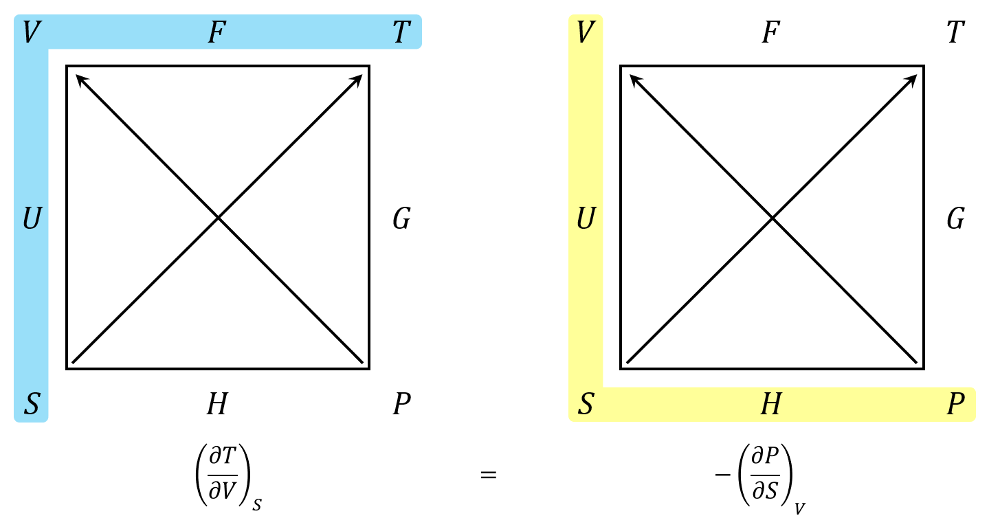 V F T
U G
S H P
V F T
U G
S H P
(∂T/∂V)_S = −(∂P/∂S)_V